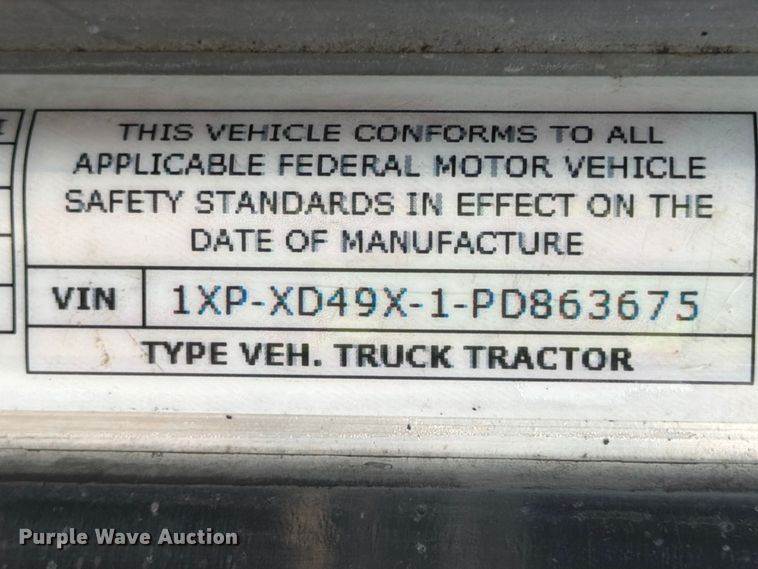 THIS VEHICLE CONFORMS TO ALL
APPLICABLE FEDERAL MOTOR VEHICLE
SAFETY STANDARDS IN EFFECT ON THE
DATE OF MANUFACTURE
VIN 1XP-XD49X-1-PD863675
TYPE VEH. TRUCK TRACTOR
Purple Wave Auction